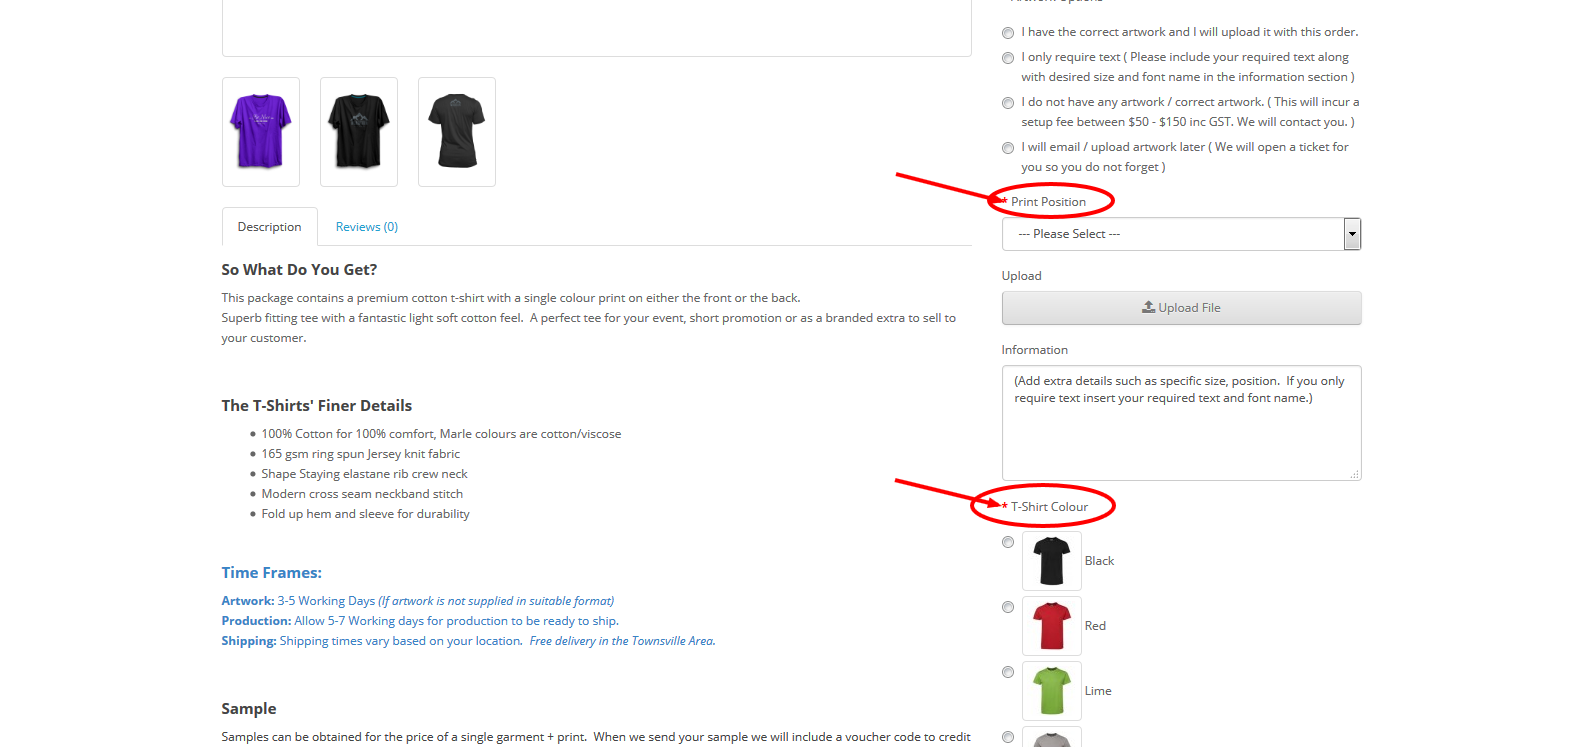 Description
Reviews (0)
So What Do You Get?
This package contains a premium cotton t-shirt with a single colour print on either the front or the back.
Superb fitting tee with a fantastic light soft cotton feel.  A perfect tee for your event, short promotion or as a branded extra to sell to
your customer.
The T-Shirts' Finer Details
100% Cotton for 100% comfort, Marle colours are cotton/viscose
165 gsm ring spun Jersey knit fabric
Shape Staying elastane rib crew neck
Modern cross seam neckband stitch
Fold up hem and sleeve for durability
Time Frames:
Artwork: 3-5 Working Days (If artwork is not supplied in suitable format)
Production: Allow 5-7 Working days for production to be ready to ship.
Shipping: Shipping times vary based on your location.  Free delivery in the Townsville Area.
Sample
Samples can be obtained for the price of a single garment + print.  When we send your sample we will include a voucher code to credit
I have the correct artwork and I will upload it with this order.
I only require text ( Please include your required text along
with desired size and font name in the information section )
I do not have any artwork / correct artwork. ( This will incur a
setup fee between $50 - $150 inc GST. We will contact you. )
I will email / upload artwork later ( We will open a ticket for
you so you do not forget )
* Print Position
--- Please Select ---
Upload
Upload File
Information
(Add extra details such as specific size, position.  If you only
require text insert your required text and font name.)
* T-Shirt Colour
Black
Red
Lime